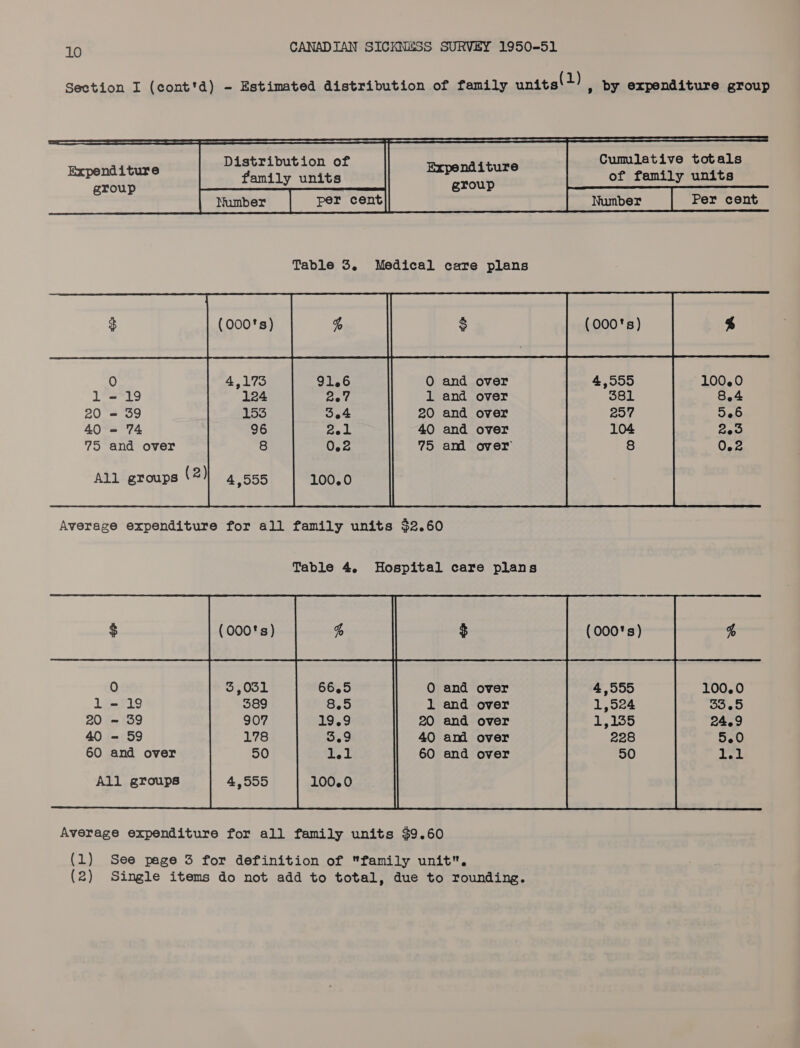 10
CANADIAN SICKNESS SURVEY 1950-51
Section I (cont'd) - Estimated distribution of family units(1), by expenditure group
Expenditure group | Distribution of family units | Expenditure group | Cumulative totals of family units
Number | per cent | Number | Per cent
Table 3. Medical care plans
$ | (000's) | % | $ | (000's) | %
0 | 4,173 | 91.6 | 0 and over | 4,555 | 100.0
1 - 19 | 124 | 2.7 | 1 and over | 381 | 8.4
20 - 39 | 153 | 3.4 | 20 and over | 257 | 5.6
40 - 74 | 96 | 2.1 | 40 and over | 104 | 2.3
75 and over | 8 | 0.2 | 75 and over | 8 | 0.2
All groups (2) | 4,555 | 100.0
Average expenditure for all family units $2.60
Table 4. Hospital care plans
$ | (000's) | % | $ | (000's) | %
0 | 3,031 | 66.5 | 0 and over | 4,555 | 100.0
1 - 19 | 389 | 8.5 | 1 and over | 1,524 | 33.5
20 - 39 | 907 | 19.9 | 20 and over | 1,135 | 24.9
40 - 59 | 178 | 3.9 | 40 and over | 228 | 5.0
60 and over | 50 | 1.1 | 60 and over | 50 | 1.1
All groups | 4,555 | 100.0
Average expenditure for all family units $9.60
(1) See page 3 for definition of "family unit".
(2) Single items do not add to total, due to rounding.